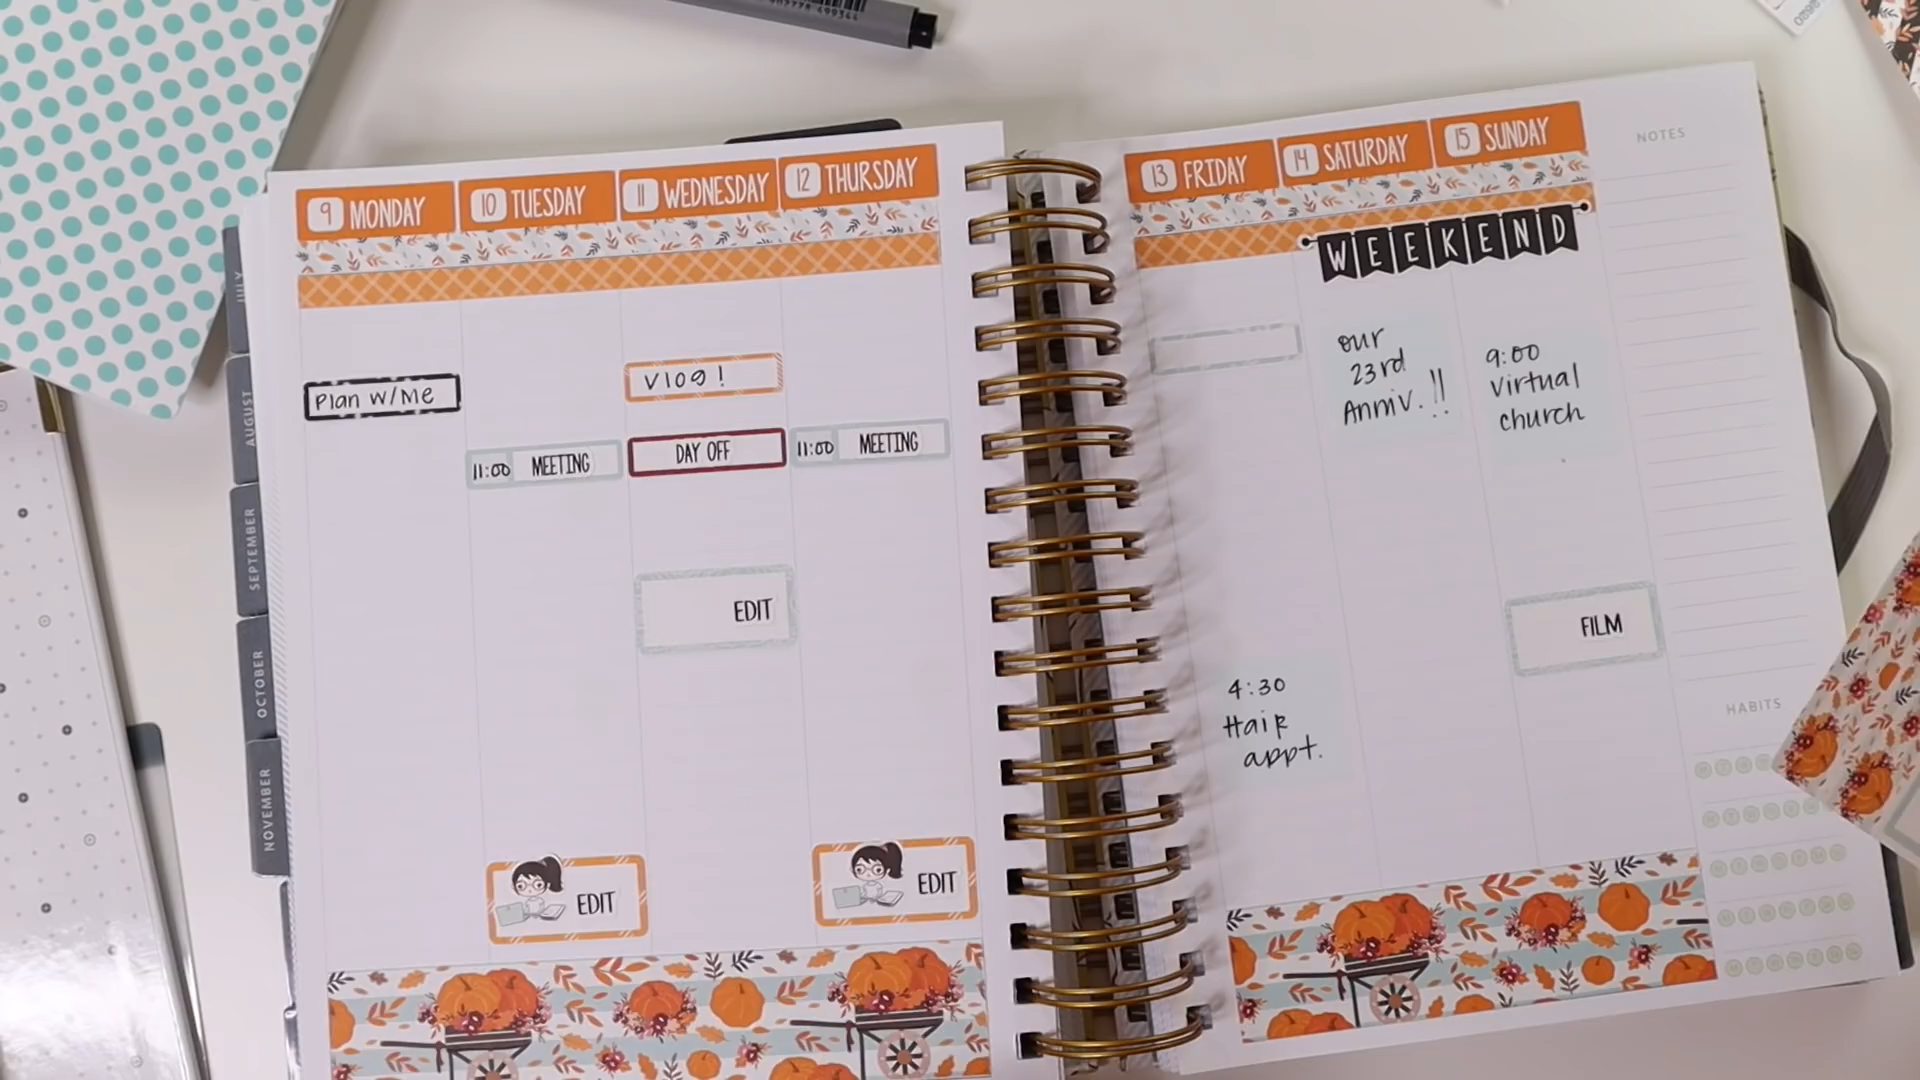 9 MONDAY
10 TUESDAY
11 WEDNESDAY
12 THURSDAY
13 FRIDAY
14 SATURDAY
15 SUNDAY
NOTES
WEEKEND
Plan w/Me
Vlog!
11:00 MEETING
DAY OFF
11:00 MEETING
EDIT
EDIT
EDIT
our
23rd
Anniv.!!
9:00
Virtual
church
FILM
4:30
Hair
appt.
HABITS
JULY
AUGUST
SEPTEMBER
OCTOBER
NOVEMBER